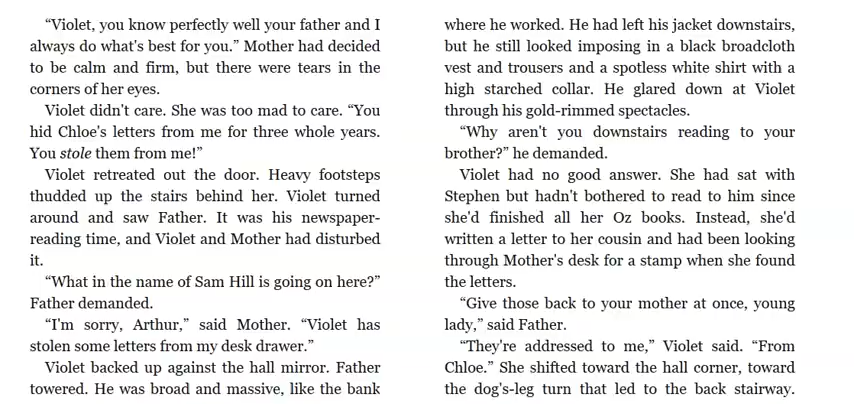 “Violet, you know perfectly well your father and I
always do what's best for you.” Mother had decided
to be calm and firm, but there were tears in the
corners of her eyes.
Violet didn't care. She was too mad to care. “You
hid Chloe's letters from me for three whole years.
You stole them from me!”
Violet retreated out the door. Heavy footsteps
thudded up the stairs behind her. Violet turned
around and saw Father. It was his newspaper-
reading time, and Violet and Mother had disturbed
it.
“What in the name of Sam Hill is going on here?”
Father demanded.
“I'm sorry, Arthur,” said Mother. “Violet has
stolen some letters from my desk drawer.”
Violet backed up against the hall mirror. Father
towered. He was broad and massive, like the bank
where he worked. He had left his jacket downstairs,
but he still looked imposing in a black broadcloth
vest and trousers and a spotless white shirt with a
high starched collar. He glared down at Violet
through his gold-rimmed spectacles.
“Why aren't you downstairs reading to your
brother?” he demanded.
Violet had no good answer. She had sat with
Stephen but hadn't bothered to read to him since
she'd finished all her Oz books. Instead, she'd
written a letter to her cousin and had been looking
through Mother's desk for a stamp when she found
the letters.
“Give those back to your mother at once, young
lady,” said Father.
“They're addressed to me,” Violet said. “From
Chloe.” She shifted toward the hall corner, toward
the dog's-leg turn that led to the back stairway.